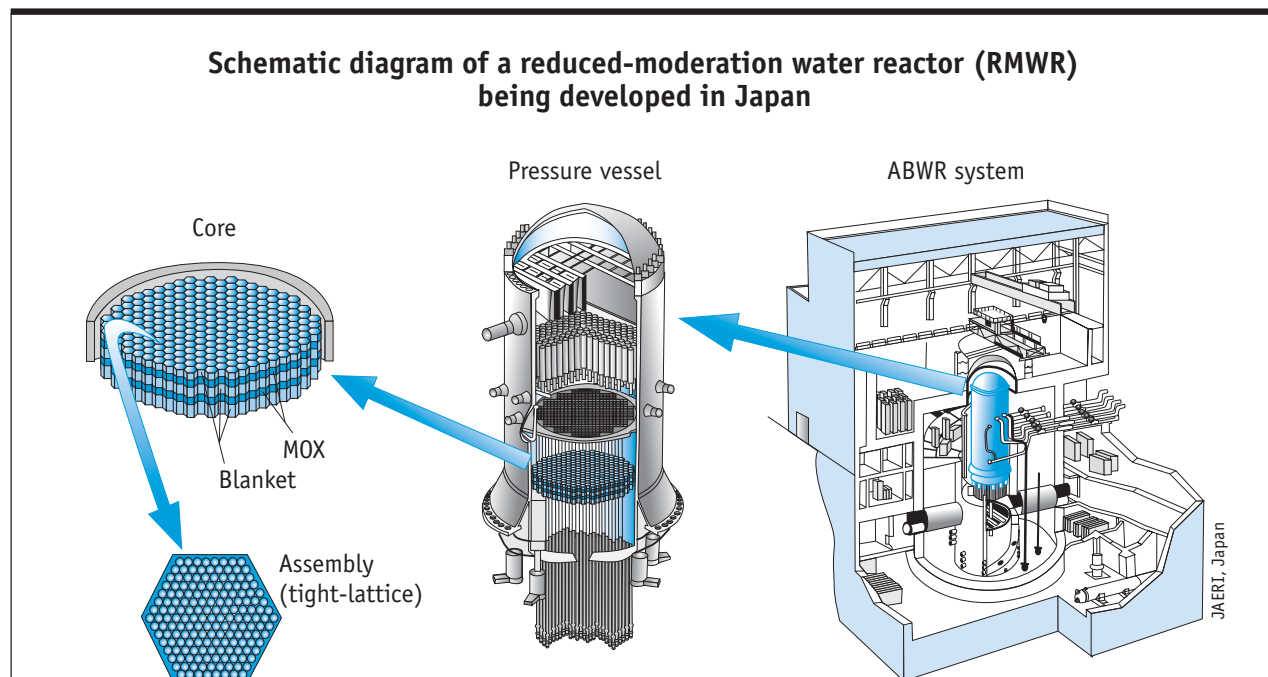 Schematic diagram of a reduced-moderation water reactor (RMWR)
being developed in Japan
Pressure vessel
ABWR system
Core
MOX
Blanket
Assembly
(tight-lattice)
JAERI, Japan